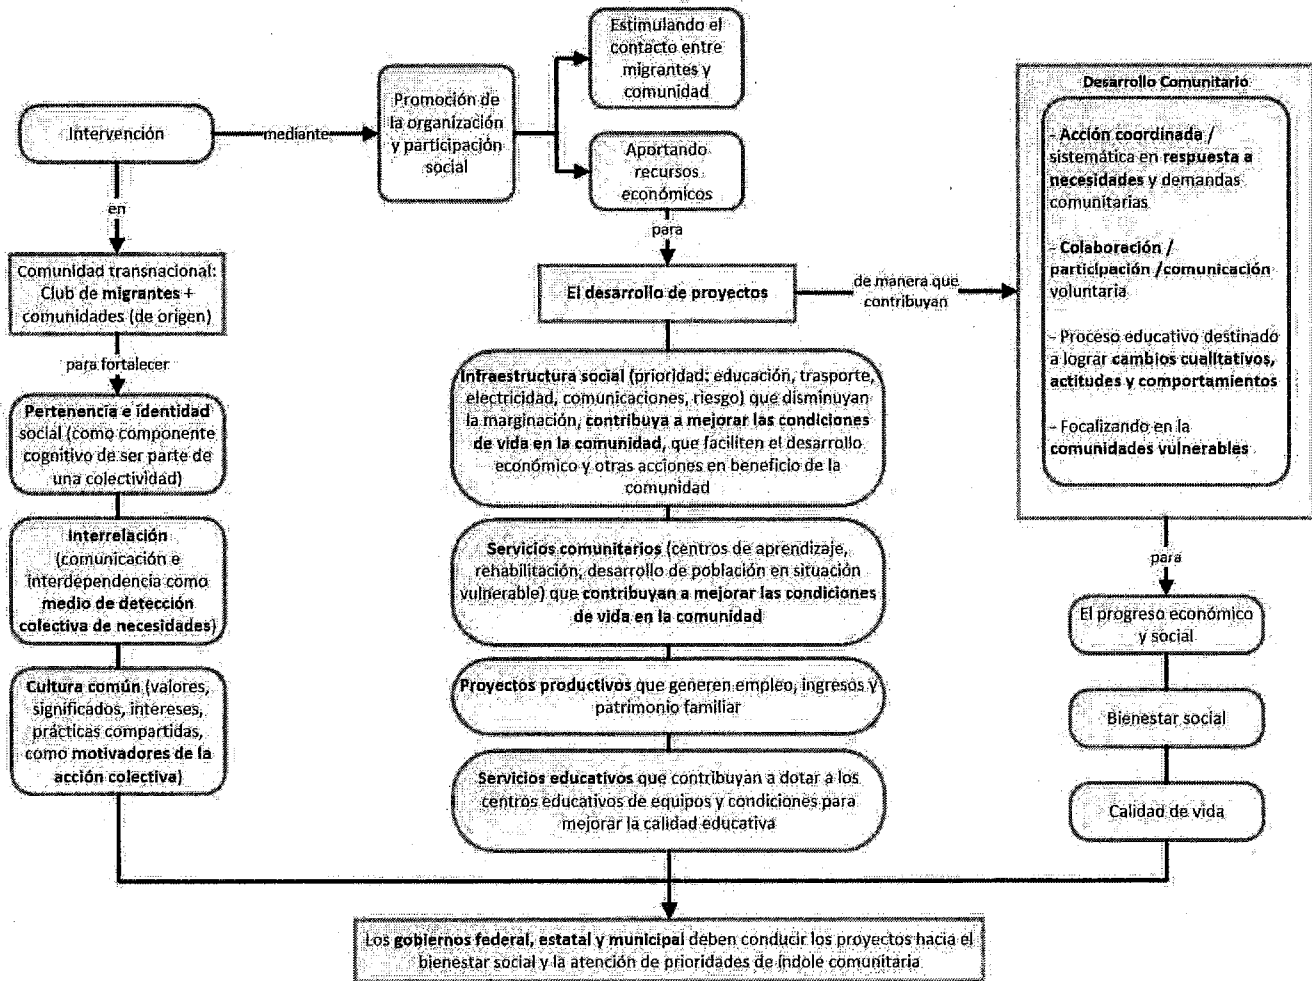 Intervención
mediante
Promoción de
la organización
y participación
social
Estimulando el
contacto entre
migrantes y
comunidad
Aportando
recursos
económicos
en
Comunidad transnacional:
Club de migrantes +
comunidades (de origen)
para fortalecer
Pertenencia e identidad
social (como componente
cognitivo de ser parte de
una colectividad)
Interrelación
(comunicación e
interdependencia como
medio de detección
colectiva de necesidades)
Cultura común (valores,
significados, intereses,
prácticas compartidas,
como motivadores de la
acción colectiva)
para
El desarrollo de proyectos
de manera que
contribuyan
Infraestructura social (prioridad: educación, trasporte,
electricidad, comunicaciones, riesgo) que disminuyan
la marginación, contribuya a mejorar las condiciones
de vida en la comunidad, que faciliten el desarrollo
económico y otras acciones en beneficio de la
comunidad
Servicios comunitarios (centros de aprendizaje,
rehabilitación, desarrollo de población en situación
vulnerable) que contribuyan a mejorar las condiciones
de vida en la comunidad
Proyectos productivos que generen empleo, ingresos y
patrimonio familiar
Servicios educativos que contribuyan a dotar a los
centros educativos de equipos y condiciones para
mejorar la calidad educativa
Desarrollo Comunitario
- Acción coordinada /
sistemática en respuesta a
necesidades y demandas
comunitarias
- Colaboración /
participación /comunicación
voluntaria
- Proceso educativo destinado
a lograr cambios cualitativos,
actitudes y comportamientos
- Focalizando en la
comunidades vulnerables
para
El progreso económico
y social
Bienestar social
Calidad de vida
Los gobiernos federal, estatal y municipal deben conducir los proyectos hacia el
bienestar social y la atención de prioridades de índole comunitaria